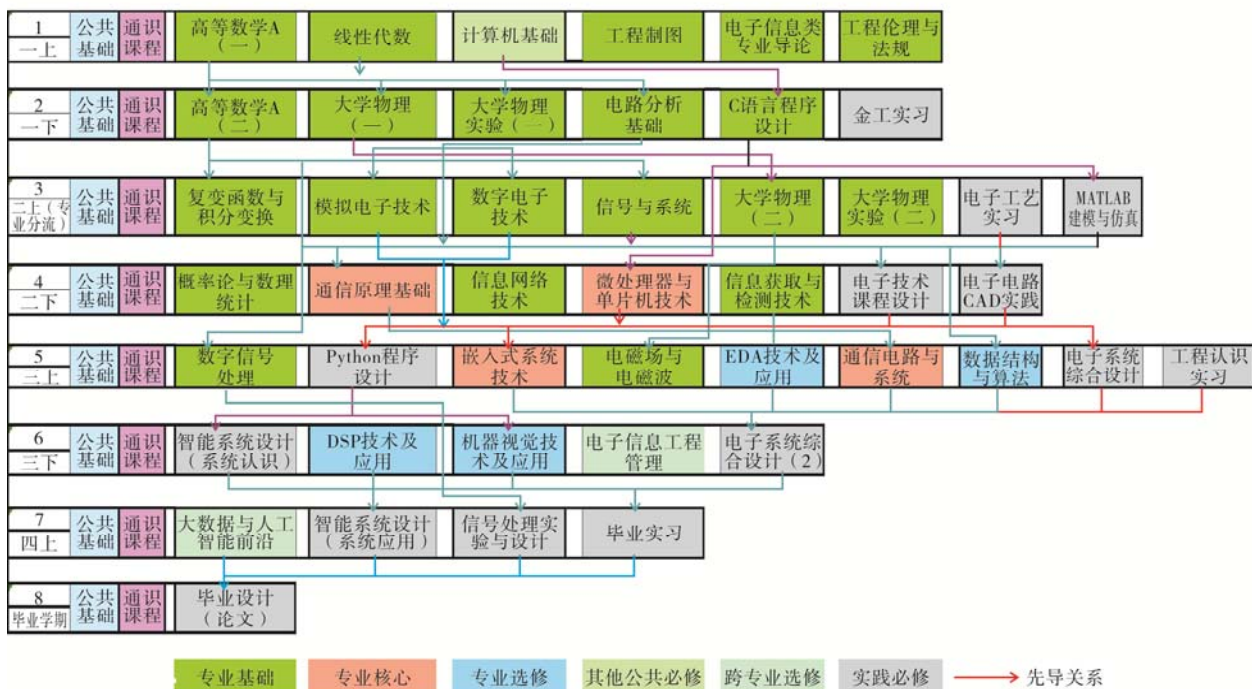 1
一上
公共
基础
通识
课程
高等数学A
（一）
线性代数
计算机基础
工程制图
电子信息类
专业导论
工程伦理与
法规
2
一下
公共
基础
通识
课程
高等数学A
（二）
大学物理
（一）
大学物理
实验（一）
电路分析
基础
C语言程序
设计
金工实习
3
二上（专
业分流）
公共
基础
通识
课程
复变函数与
积分变换
模拟电子技术
数字电子
技术
信号与系统
大学物理
（二）
大学物理
实验（二）
电子工艺
实习
MATLAB
建模与仿真
4
二下
公共
基础
通识
课程
概率论与数理
统计
通信原理基础
信息网络
技术
微处理器与
单片机技术
信息获取与
检测技术
电子技术
课程设计
电子电路
CAD实践
5
三上
公共
基础
通识
课程
数字信号
处理
Python程序
设计
嵌入式系统
技术
电磁场与
电磁波
EDA技术及
应用
通信电路与
系统
数据结构
与算法
电子系统
综合设计
工程认识
实习
6
三下
公共
基础
通识
课程
智能系统设计
（系统认识）
DSP技术及
应用
机器视觉技
术及应用
电子信息工程
管理
电子系统综
合设计（2）
7
四上
公共
基础
通识
课程
大数据与人工
智能前沿
智能系统设计
（系统应用）
信号处理实
验与设计
毕业实习
8
毕业学期
公共
基础
通识
课程
毕业设计
（论文）
专业基础
专业核心
专业选修
其他公共必修
跨专业选修
实践必修
先导关系